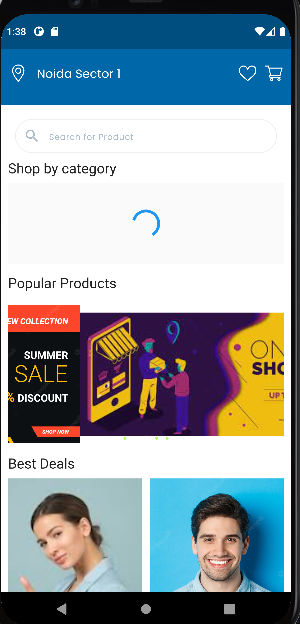 1:38
Noida Sector 1
Search for Product
Shop by category
Popular Products
EW COLLECTION
SUMMER
SALE
% DISCOUNT
SHOP NOW
ON
SHO
UP T
Best Deals